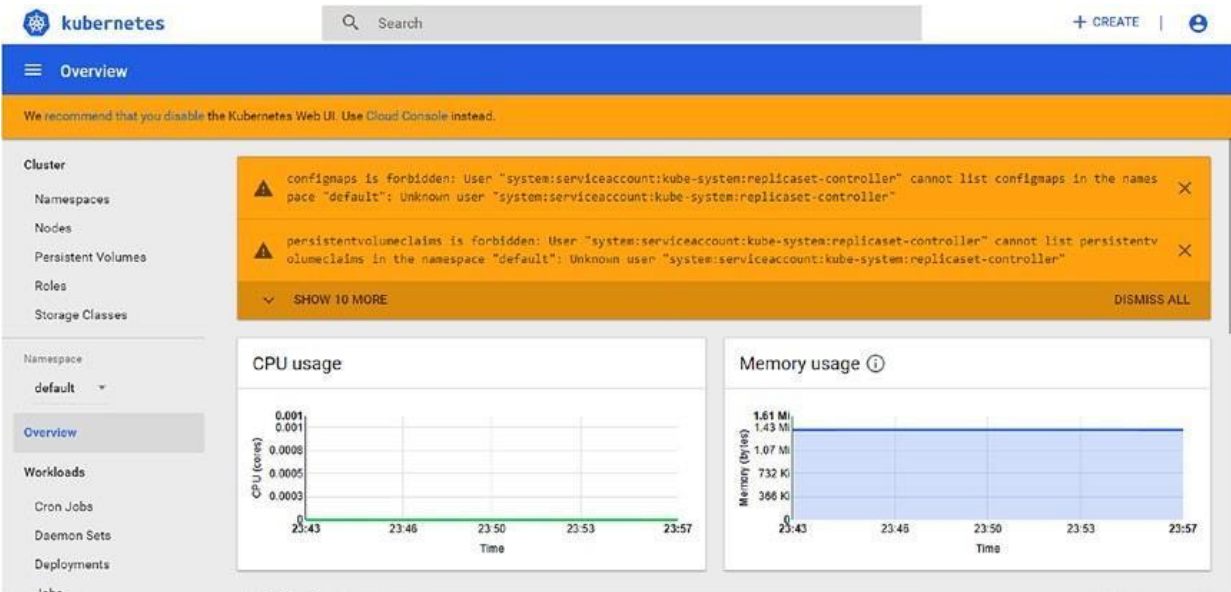 kubernetes
Search
+ CREATE |
Overview
We recommend that you disable the Kubernetes Web UI. Use Cloud Console instead.
Cluster
Namespaces
Nodes
Persistent Volumes
Roles
Storage Classes
Namespace
default
Overview
Workloads
Cron Jobs
Daemon Sets
Deployments
Jobs
configmaps is forbidden: User "system:serviceaccount:kube-system:replicaset-controller" cannot list configmaps in the names
pace "default": Unknown user "system:serviceaccount:kube-system:replicaset-controller"
persistentvolumeclaims is forbidden: User "system:serviceaccount:kube-system:replicaset-controller" cannot list persistentv
olumeclaims in the namespace "default": Unknown user "system:serviceaccount:kube-system:replicaset-controller"
SHOW 10 MORE
DISMISS ALL
CPU usage
CPU (cores)
0.001
0.001
0.0008
0.0005
0.0003
0
23:43 23:46 23:50 23:53 23:57
Time
Memory usage
Memory (bytes)
1.61 Mi
1.43 Mi
1.07 Mi
732 Ki
366 Ki
0
23:43 23:46 23:50 23:53 23:57
Time